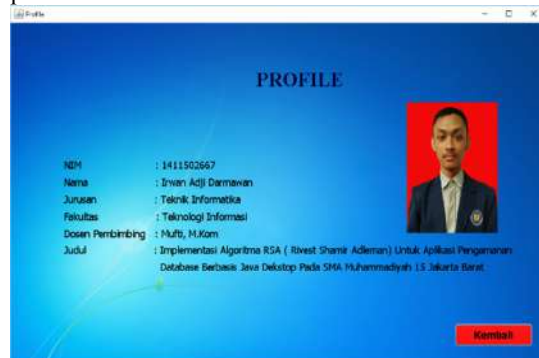 Profile
PROFILE
NIM : 1411502667
Nama : Irwan Adji Darmawan
Jurusan : Teknik Informatika
Fakultas : Teknologi Informasi
Dosen Pembimbing : Mufti, M.Kom
Judul : Implementasi Algoritma RSA ( Rivest Shamir Adleman) Untuk Aplikasi Pengamanan
Database Berbasis Java Dekstop Pada SMA Muhammadiyah 15 Jakarta Barat
Kembali